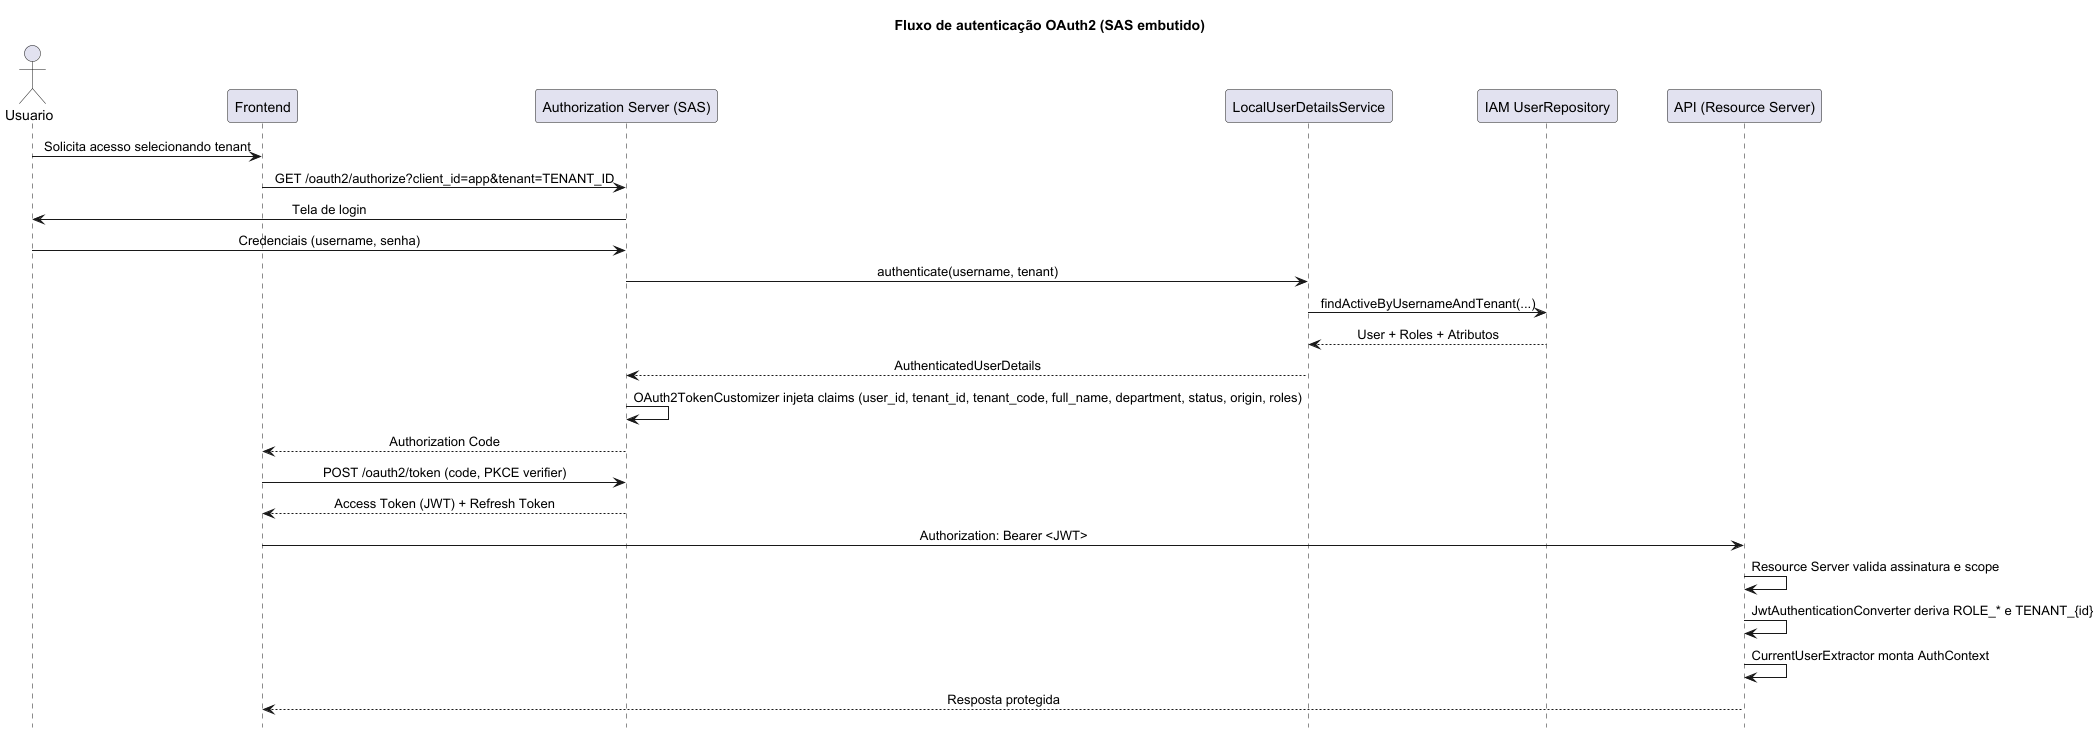 Fluxo de autenticação OAuth2 (SAS embutido)
Usuario
Frontend
Authorization Server (SAS)
LocalUserDetailsService
IAM UserRepository
API (Resource Server)
Solicita acesso selecionando tenant
GET /oauth2/authorize?client_id=app&tenant=TENANT_ID
Tela de login
Credenciais (username, senha)
authenticate(username, tenant)
findActiveByUsernameAndTenant(...)
User + Roles + Atributos
AuthenticatedUserDetails
OAuth2TokenCustomizer injeta claims (user_id, tenant_id, tenant_code, full_name, department, status, origin, roles)
Authorization Code
POST /oauth2/token (code, PKCE verifier)
Access Token (JWT) + Refresh Token
Authorization: Bearer <JWT>
Resource Server valida assinatura e scope
JwtAuthenticationConverter deriva ROLE_* e TENANT_{id}
CurrentUserExtractor monta AuthContext
Resposta protegida